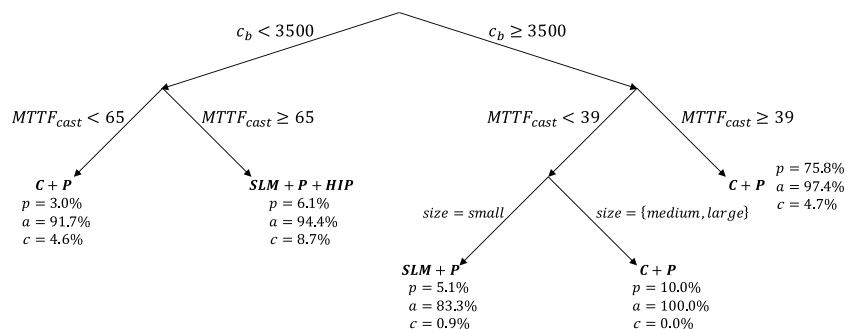 c_b < 3500
c_b ≥ 3500
MTTF_cast < 65
MTTF_cast ≥ 65
MTTF_cast < 39
MTTF_cast ≥ 39
C + P
p = 3.0%
a = 91.7%
c = 4.6%
SLM + P + HIP
p = 6.1%
a = 94.4%
c = 8.7%
C + P
p = 75.8%
a = 97.4%
c = 4.7%
size = small
size = {medium, large}
SLM + P
p = 5.1%
a = 83.3%
c = 0.9%
C + P
p = 10.0%
a = 100.0%
c = 0.0%